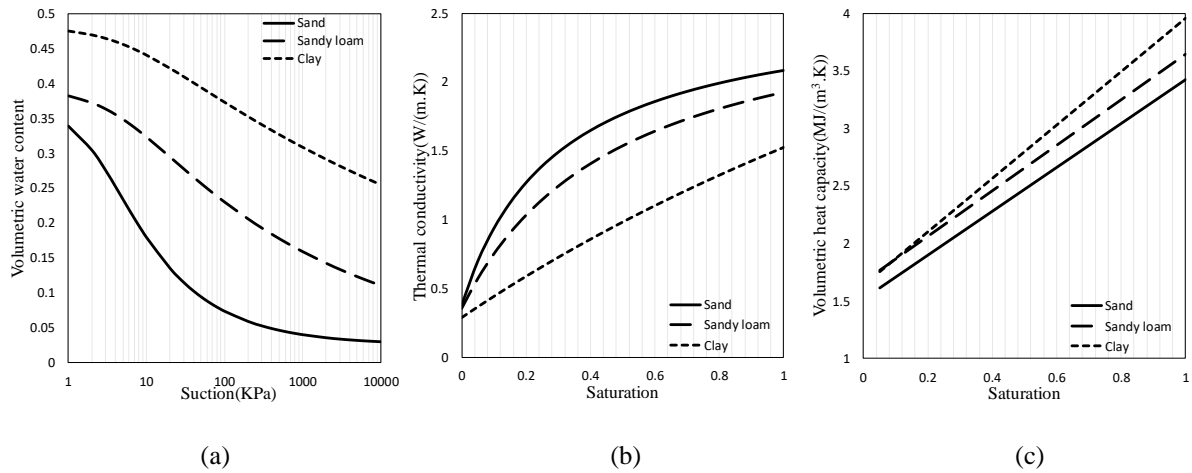 Volumetric water content
0.5
0.45
0.4
0.35
0.3
0.25
0.2
0.15
0.1
0.05
0
1
10
100
1000
10000
Suction(KPa)
Sand
Sandy loam
Clay
(a)
Thermal conductivity(W/(m.K))
2.5
2
1.5
1
0.5
0
0
0.2
0.4
0.6
0.8
1
Saturation
Sand
Sandy loam
Clay
(b)
Volumetric heat capacity(MJ/(m³.K)
4
3.5
3
2.5
2
1.5
1
0
0.2
0.4
0.6
0.8
1
Saturation
Sand
Sandy loam
Clay
(c)